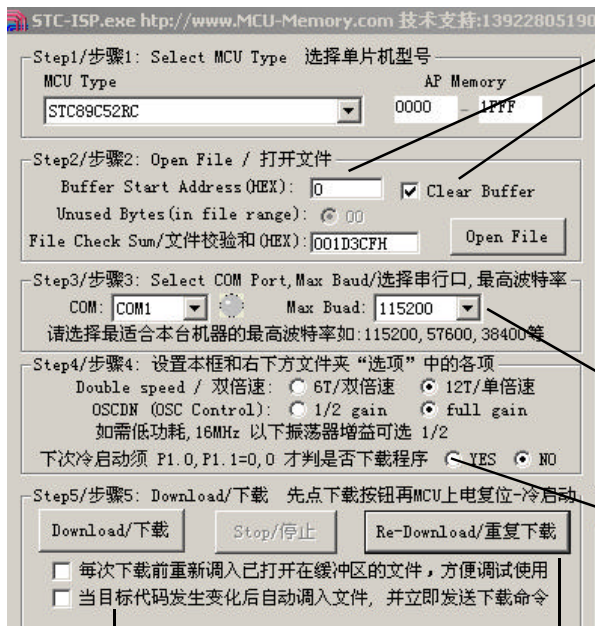 STC-ISP.exe htp://www.MCU-Memory.com 技术支持:13922805190
Step1/步骤1: Select MCU Type 选择单片机型号
MCU Type AP Memory
STC89C52RC 0000 - 1FFF
Step2/步骤2: Open File / 打开文件
Buffer Start Address(HEX): 0 Clear Buffer
Unused Bytes(in file range): 00
File Check Sum/文件校验和(HEX): 001D3CFH Open File
Step3/步骤3: Select COM Port,Max Baud/选择串行口,最高波特率
COM: COM1 Max Buad: 115200
请选择最适合本台机器的最高波特率如:115200,57600,38400等
Step4/步骤4: 设置本框和右下方文件夹“选项”中的各项
Double speed / 双倍速: 6T/双倍速 12T/单倍速
OSCDN (OSC Control): 1/2 gain full gain
如需低功耗,16MHz 以下振荡器增益可选 1/2
下次冷启动须 P1.0,P1.1=0,0 才判是否下载程序 YES NO
Step5/步骤5: Download/下载 先点下载按钮再MCU上电复位-冷启动
Download/下载 Stop/停止 Re-Download/重复下载
每次下载前重新调入已打开在缓冲区的文件,方便调试使用
当目标代码发生变化后自动调入文件,并立即发送下载命令